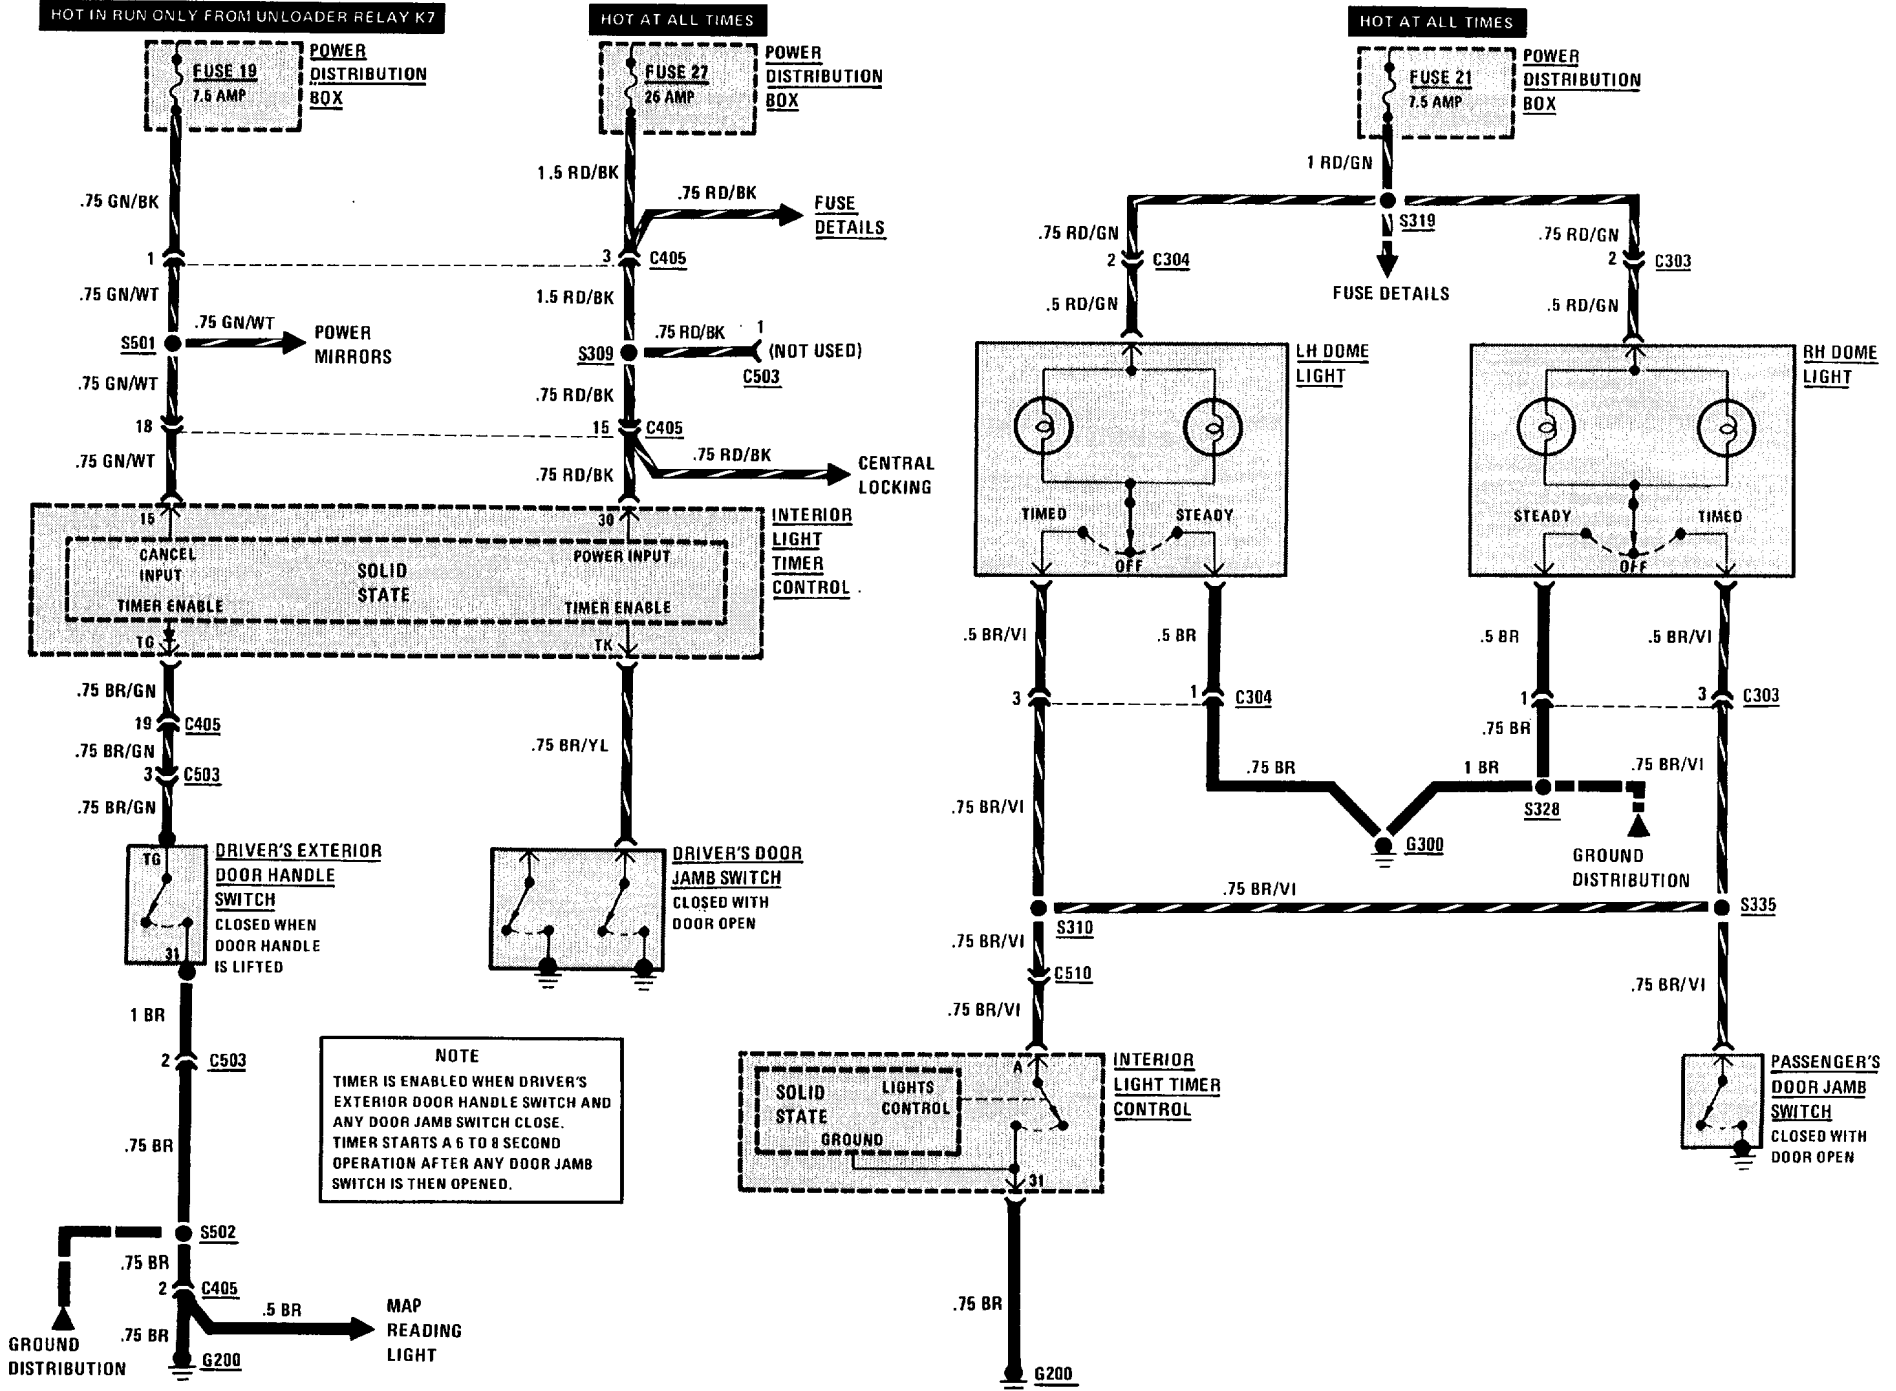 HOT IN RUN ONLY FROM UNLOADER RELAY K7
HOT AT ALL TIMES
HOT AT ALL TIMES
FUSE 19
7.5 AMP
POWER
DISTRIBUTION
BOX
FUSE 27
26 AMP
POWER
DISTRIBUTION
BOX
FUSE 21
7.5 AMP
POWER
DISTRIBUTION
BOX
.75 GN/BK
1.5 RD/BK
.75 RD/BK
FUSE
DETAILS
1 RD/GN
S319
.75 RD/GN
2
C304
.5 RD/GN
FUSE DETAILS
.75 RD/GN
2
C303
.5 RD/GN
1
3
C405
.75 GN/WT
1.5 RD/BK
S501
.75 GN/WT
POWER
MIRRORS
S309
.75 RD/BK
1
(NOT USED)
C503
.75 GN/WT
.75 RD/BK
18
15
C405
.75 GN/WT
.75 RD/BK
.75 RD/BK
CENTRAL
LOCKING
LH DOME
LIGHT
RH DOME
LIGHT
TIMED
STEADY
OFF
STEADY
TIMED
OFF
15
30
CANCEL
INPUT
POWER INPUT
SOLID
STATE
TIMER ENABLE
TIMER ENABLE
TG
TK
INTERIOR
LIGHT
TIMER
CONTROL
.75 BR/GN
19
C405
.75 BR/GN
3
C503
.75 BR/GN
.75 BR/YL
.5 BR/VI
.5 BR
.5 BR
.5 BR/VI
3
1
C304
1
3
C303
.75 BR
.75 BR/VI
.75 BR
1 BR
.75 BR/VI
S328
G300
GROUND
DISTRIBUTION
TG
31
DRIVER'S EXTERIOR
DOOR HANDLE
SWITCH
CLOSED WHEN
DOOR HANDLE
IS LIFTED
DRIVER'S DOOR
JAMB SWITCH
CLOSED WITH
DOOR OPEN
.75 BR/VI
S310
S335
.75 BR/VI
C510
.75 BR/VI
.75 BR/VI
1 BR
2
C503
.75 BR
NOTE
TIMER IS ENABLED WHEN DRIVER'S
EXTERIOR DOOR HANDLE SWITCH AND
ANY DOOR JAMB SWITCH CLOSE.
TIMER STARTS A 6 TO 8 SECOND
OPERATION AFTER ANY DOOR JAMB
SWITCH IS THEN OPENED.
A
SOLID
STATE
LIGHTS
CONTROL
GROUND
31
INTERIOR
LIGHT TIMER
CONTROL
PASSENGER'S
DOOR JAMB
SWITCH
CLOSED WITH
DOOR OPEN
S502
.75 BR
2
C405
.5 BR
MAP
READING
LIGHT
.75 BR
G200
GROUND
DISTRIBUTION
.75 BR
G200